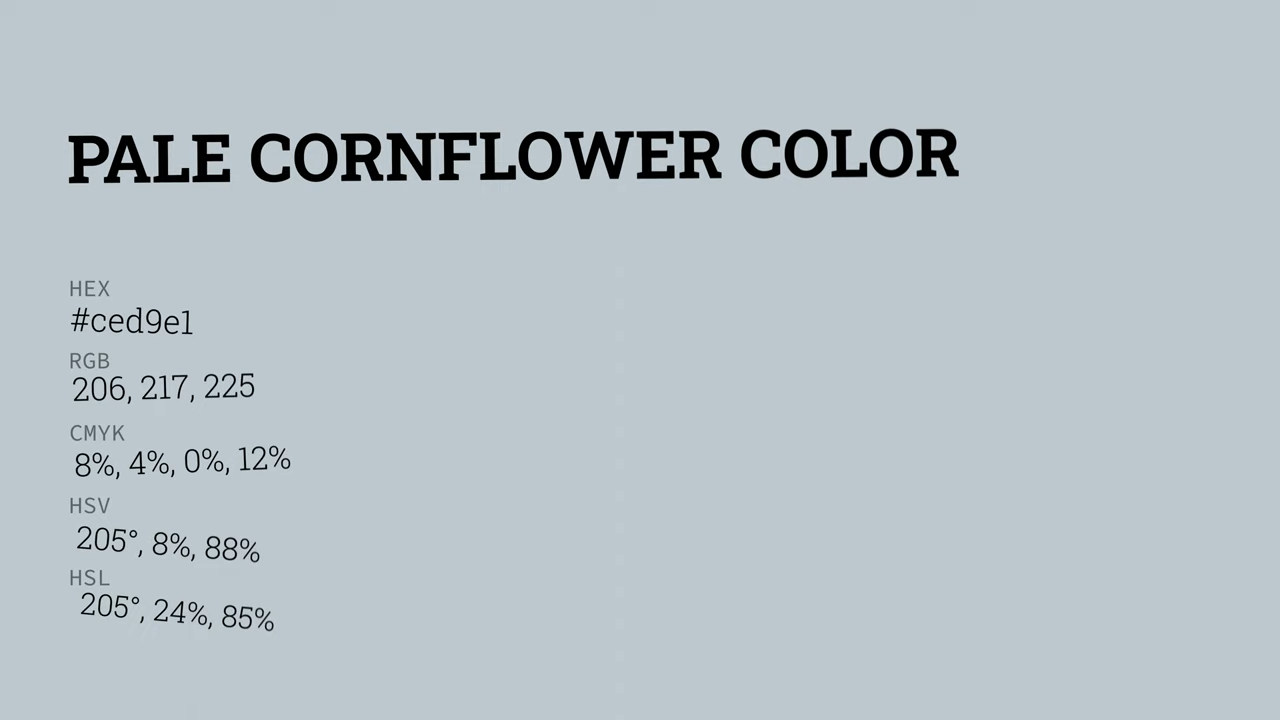 PALE CORNFLOWER COLOR
HEX
#ced9e1
RGB
206, 217, 225
CMYK
8%, 4%, 0%, 12%
HSV
205°, 8%, 88%
HSL
205°, 24%, 85%